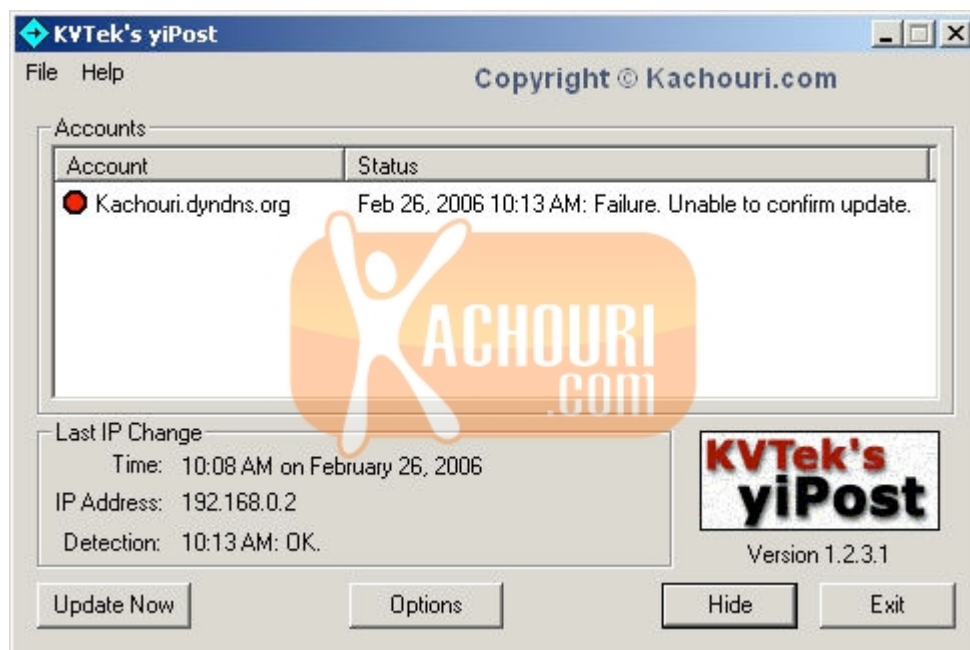 KVTek's yiPost
File Help
Copyright © Kachouri.com
Accounts
Account Status
Kachouri.dyndns.org Feb 26, 2006 10:13 AM: Failure. Unable to confirm update.
KACHOURI
.com
Last IP Change
Time: 10:08 AM on February 26, 2006
IP Address: 192.168.0.2
Detection: 10:13 AM: OK.
KVTek's
yiPost
Version 1.2.3.1
Update Now Options Hide Exit